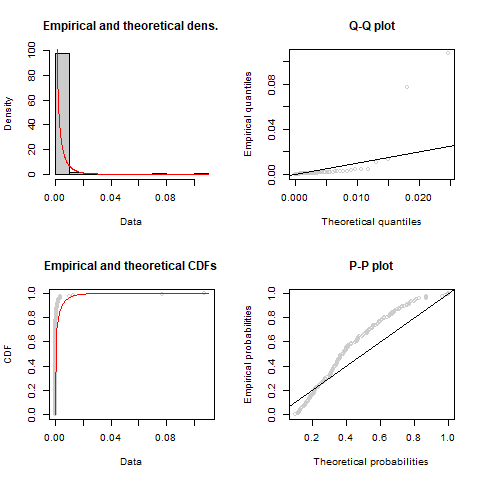 Empirical and theoretical dens.
Density
0 20 40 60 80 100
0.00 0.04 0.08
Data
Q-Q plot
Empirical quantiles
0.00 0.04 0.08
0.000 0.010 0.020
Theoretical quantiles
Empirical and theoretical CDFs
CDF
0.0 0.2 0.4 0.6 0.8 1.0
0.00 0.04 0.08
Data
P-P plot
Empirical probabilities
0.0 0.2 0.4 0.6 0.8 1.0
0.2 0.4 0.6 0.8 1.0
Theoretical probabilities